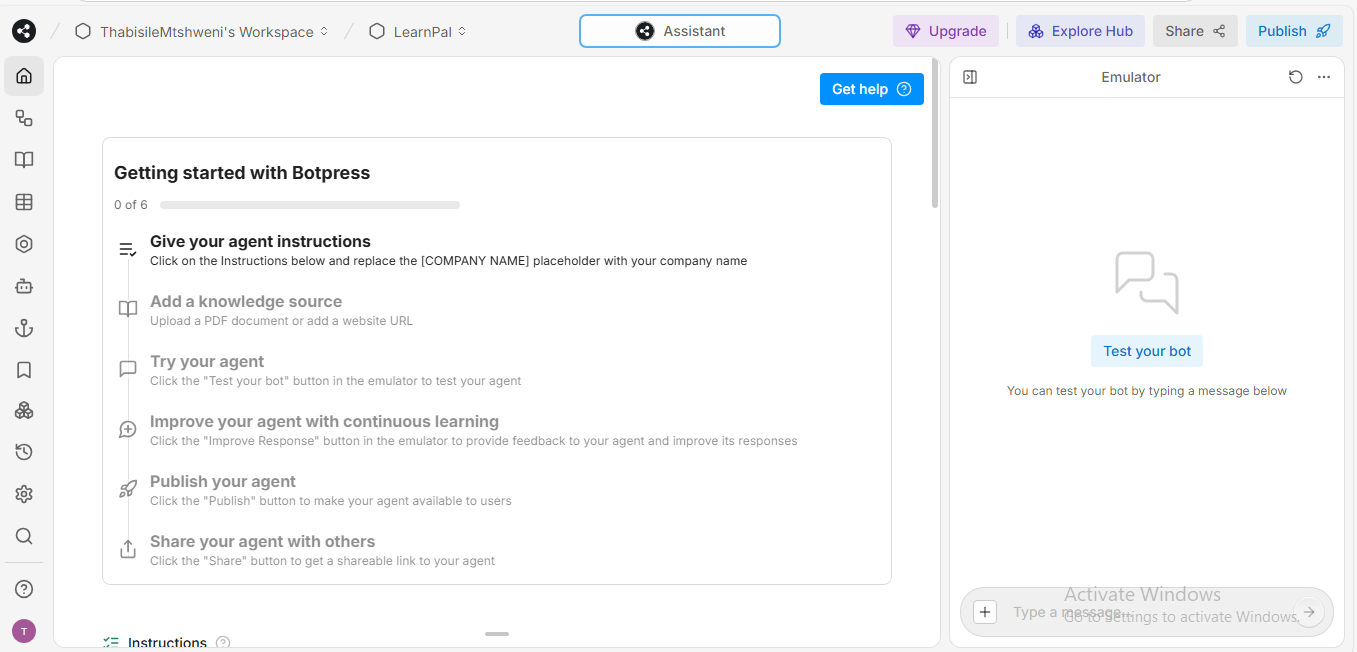 ThabisileMtshweni's Workspace
LearnPal
Assistant
Upgrade
Explore Hub
Share
Publish
Get help
Getting started with Botpress
0 of 6
Give your agent instructions
Click on the Instructions below and replace the [COMPANY NAME] placeholder with your company name
Add a knowledge source
Upload a PDF document or add a website URL
Try your agent
Click the "Test your bot" button in the emulator to test your agent
Improve your agent with continuous learning
Click the "Improve Response" button in the emulator to provide feedback to your agent and improve its responses
Publish your agent
Click the "Publish" button to make your agent available to users
Share your agent with others
Click the "Share" button to get a shareable link to your agent
Instructions
T
Emulator
Test your bot
You can test your bot by typing a message below
Type a message...
Activate Windows
Go to Settings to activate Windows.